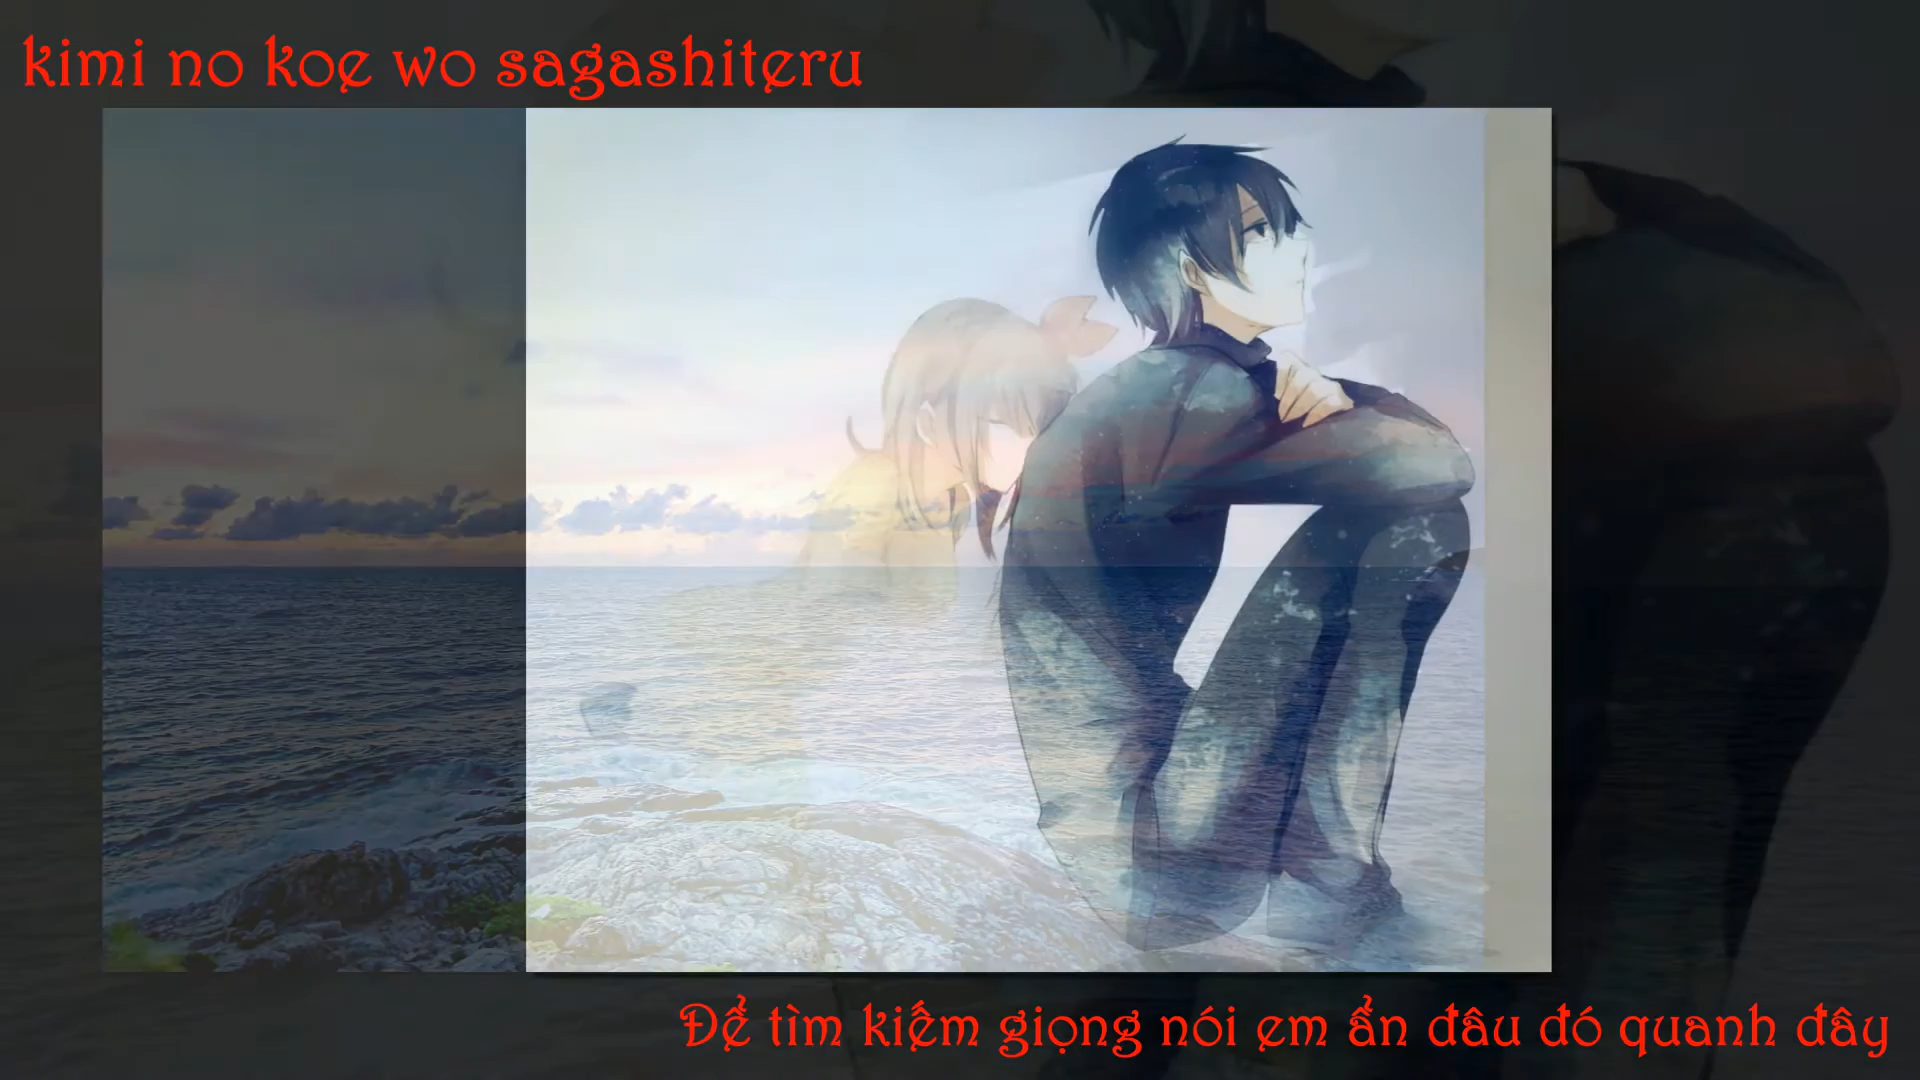 kimi no koe wo sagashiteru
Để tìm kiếm giọng nói em ẩn đâu đó quanh đây